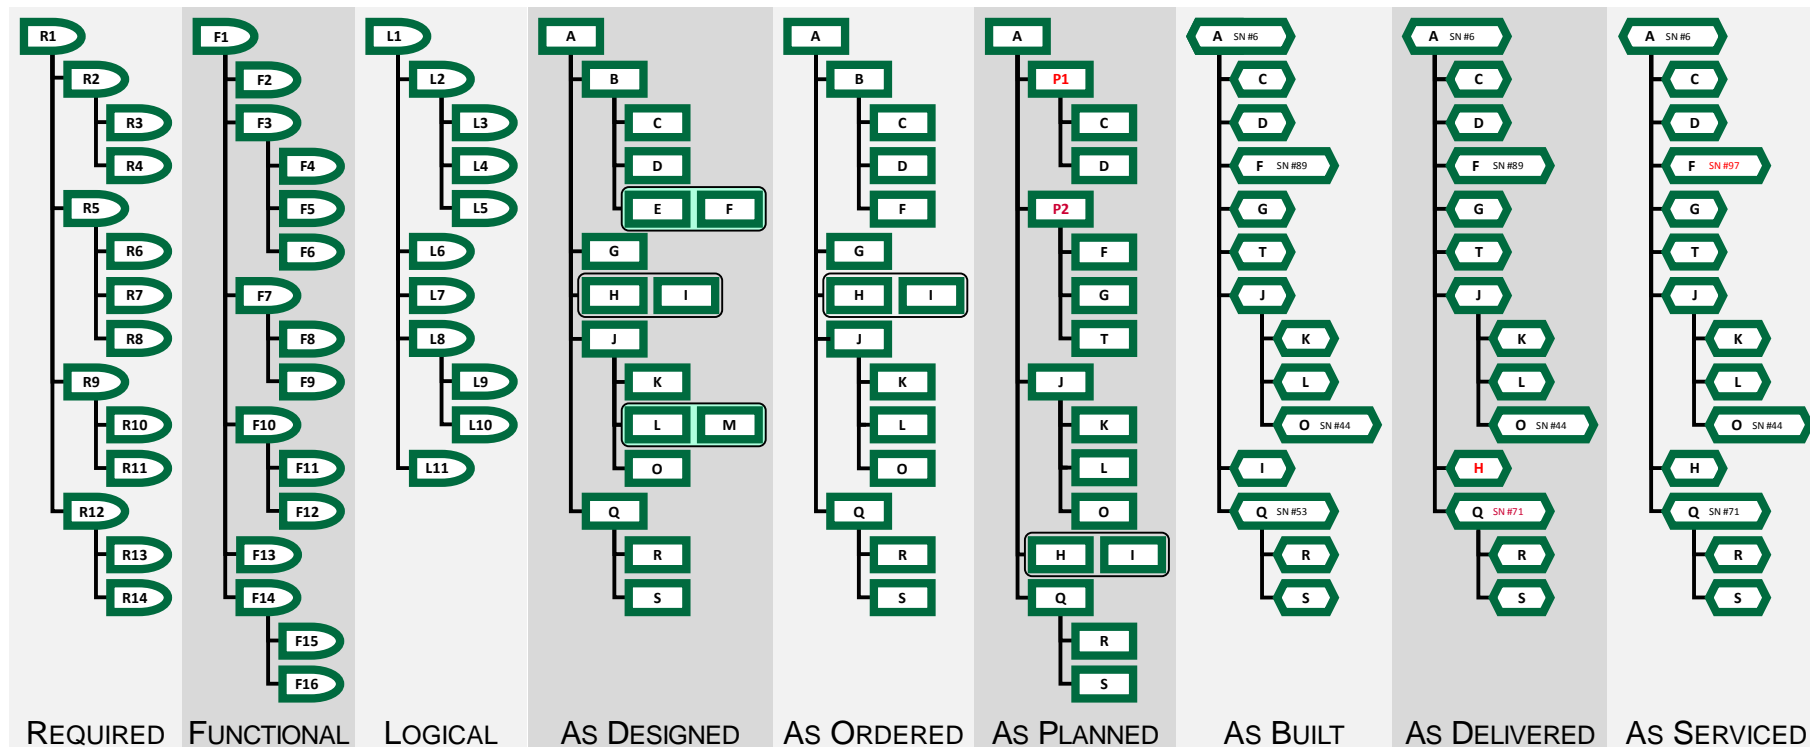 R1
R2
R3
R4
R5
R6
R7
R8
R9
R10
R11
R12
R13
R14
REQUIRED
F1
F2
F3
F4
F5
F6
F7
F8
F9
F10
F11
F12
F13
F14
F15
F16
FUNCTIONAL
L1
L2
L3
L4
L5
L6
L7
L8
L9
L10
L11
LOGICAL
A
B
C
D
E F
G
H I
J
K
L M
O
Q
R
S
AS DESIGNED
A
B
C
D
F
G
H I
J
K
L
O
Q
R
S
AS ORDERED
A
P1
C
D
P2
F
G
T
J
K
L
O
H I
Q
R
S
AS PLANNED
A SN #6
C
D
F SN #89
G
T
J
K
L
O SN #44
I
Q SN #53
R
S
AS BUILT
A SN #6
C
D
F SN #89
G
T
J
K
L
O SN #44
H
Q SN #71
R
S
AS DELIVERED
A SN #6
C
D
F SN #97
G
T
J
K
L
O SN #44
H
Q SN #71
R
S
AS SERVICED